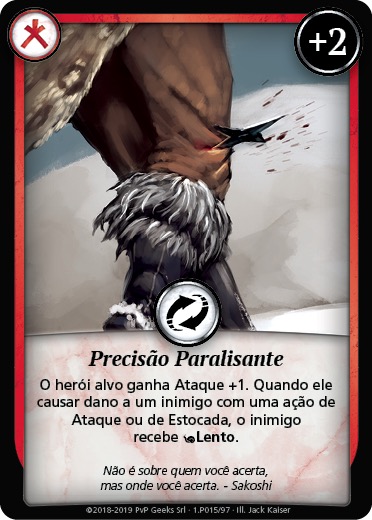 +2
Precisão Paralisante
O herói alvo ganha Ataque +1. Quando ele
causar dano a um inimigo com uma ação de
Ataque ou de Estocada, o inimigo
recebe Lento.
Não é sobre quem você acerta,
mas onde você acerta. - Sakoshi
©2018-2019 PvP Geeks Srl · 1.P015/97 · Ill. Jack Kaiser